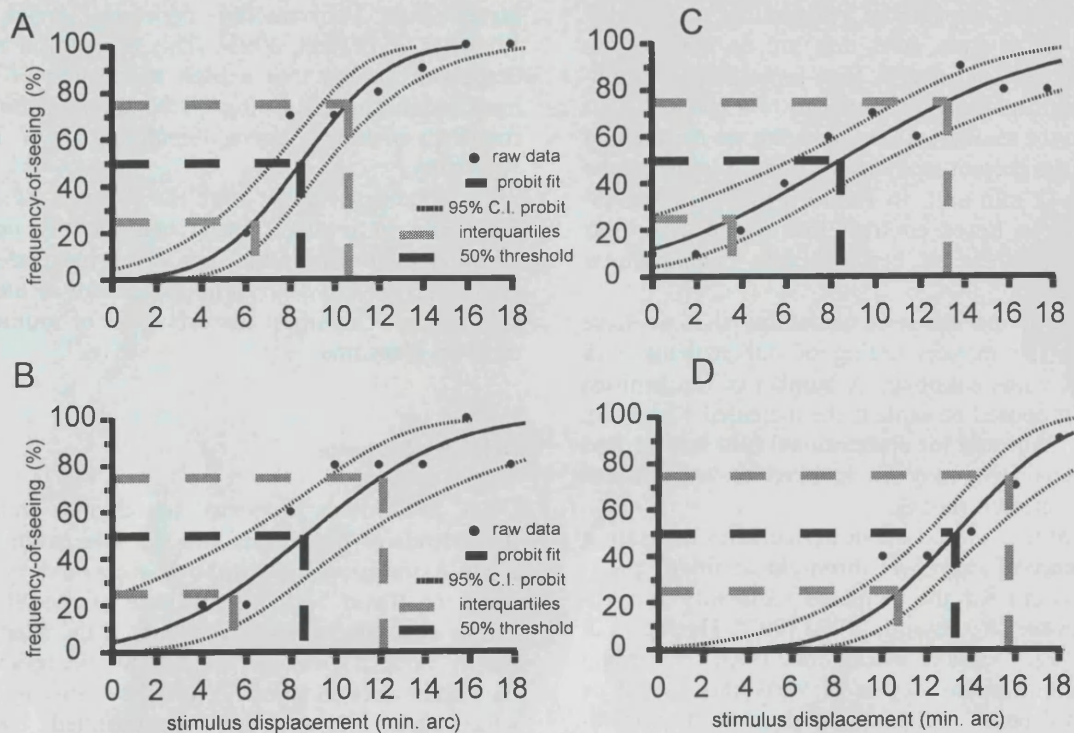 A
frequency-of-seeing (%)
100
80
60
40
20
0
0 2 4 6 8 10 12 14 16 18
raw data
probit fit
95% C.I. probit
interquartiles
50% threshold
B
frequency-of-seeing (%)
100
80
60
40
20
0
0 2 4 6 8 10 12 14 16 18
stimulus displacement (min. arc)
raw data
probit fit
95% C.I. probit
interquartiles
50% threshold
C
100
80
60
40
20
0
0 2 4 6 8 10 12 14 16 18
D
100
80
60
40
20
0
0 2 4 6 8 10 12 14 16 18
stimulus displacement (min. arc)